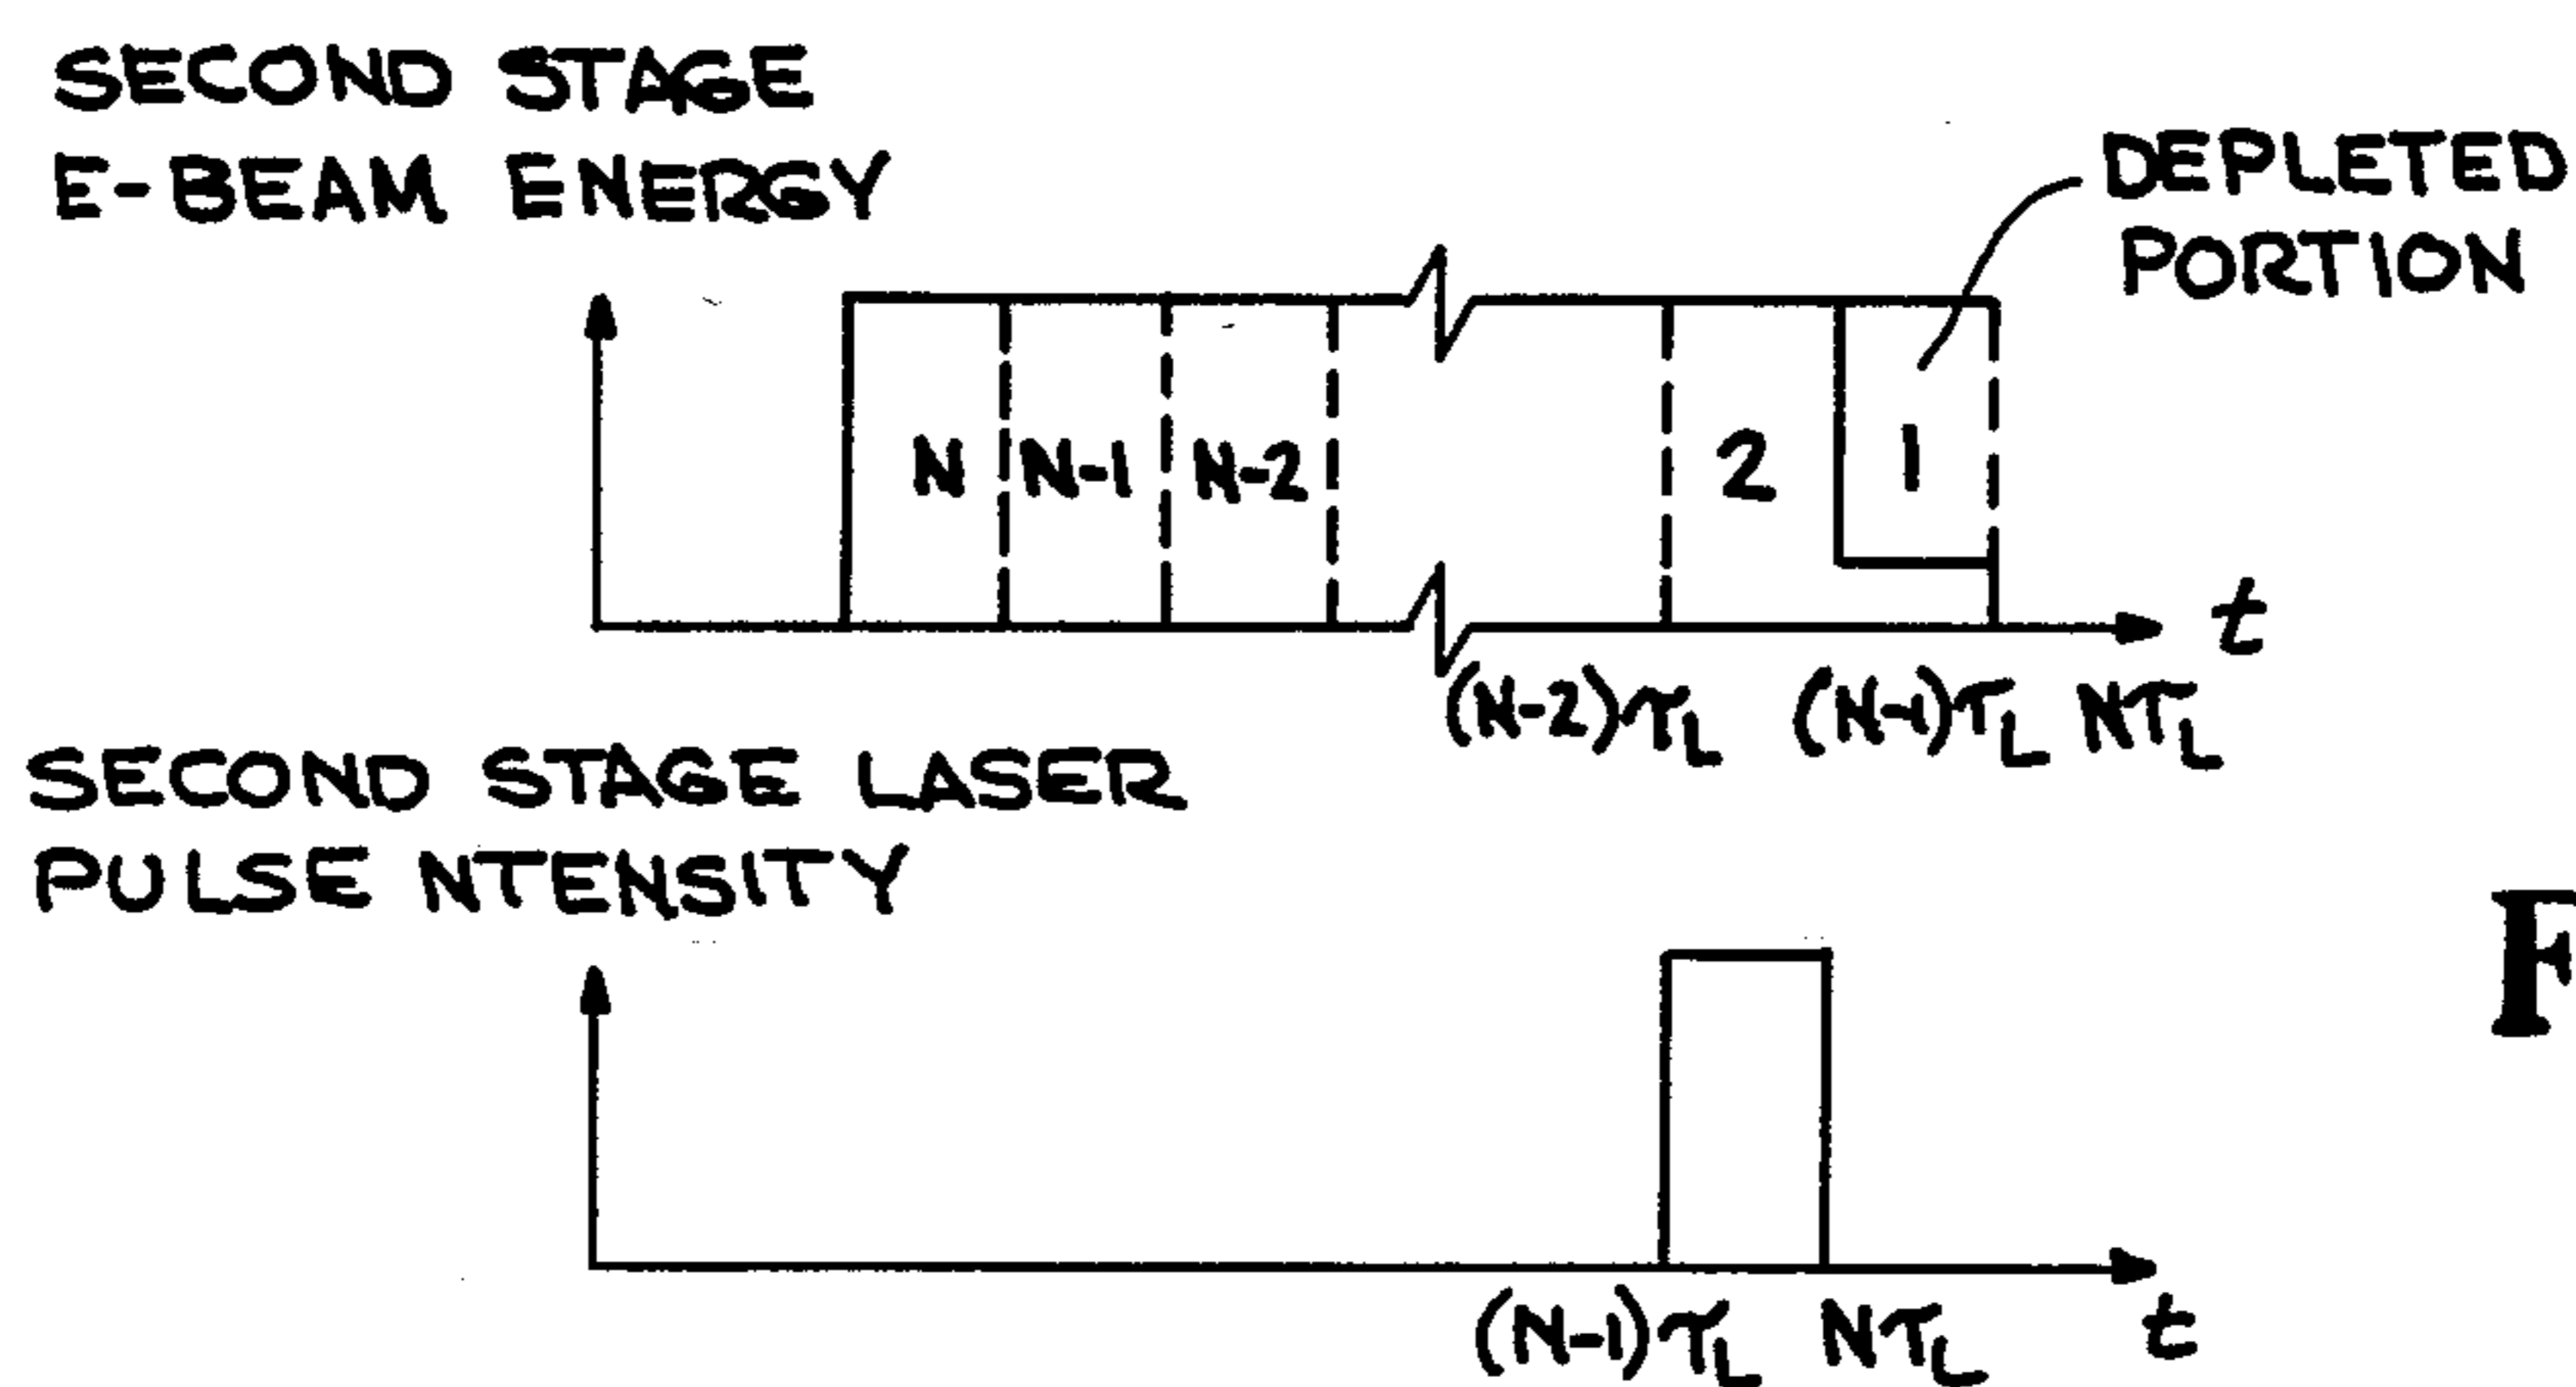 SECOND STAGE
E-BEAM ENERGY
DEPLETED
PORTION
N N-1 N-2 2 1
t
(N-2)τL (N-1)τL NτL
SECOND STAGE LASER
PULSE NTENSITY
F
(N-1)τL NτL
t